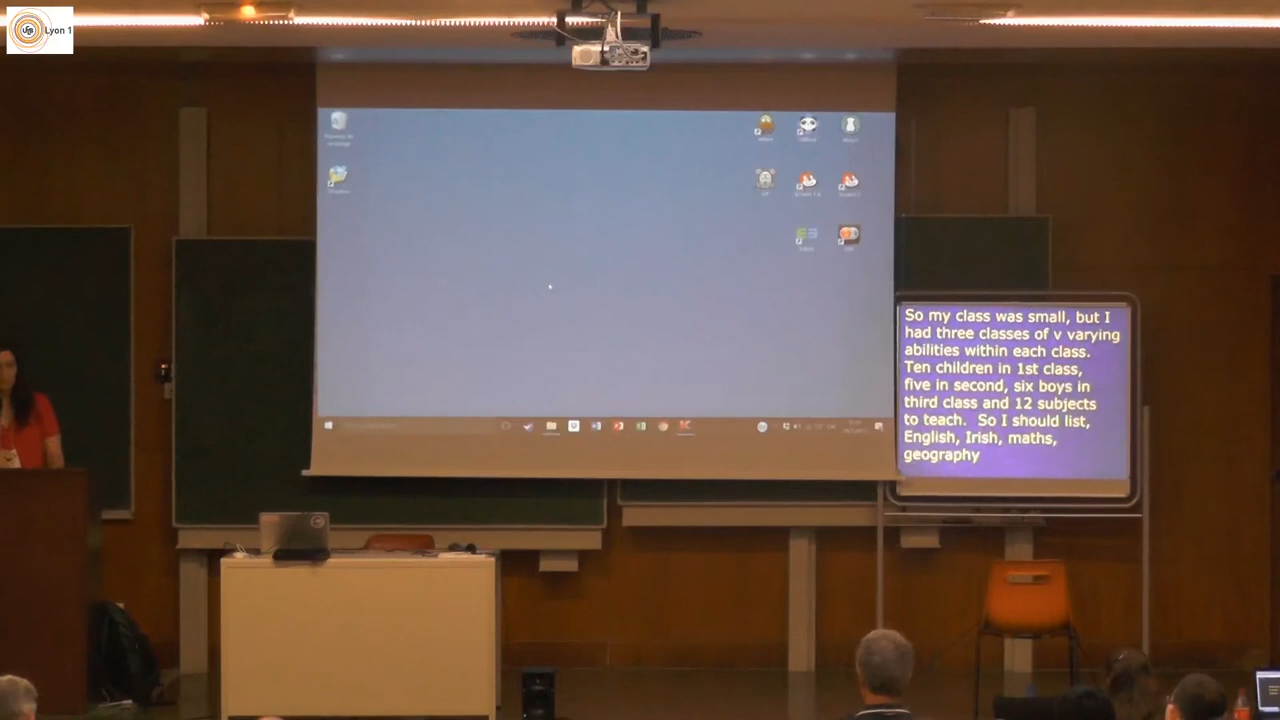 Lyon 1
So my class was small, but I
had three classes of v varying
abilities within each class.
Ten children in 1st class,
five in second, six boys in
third class and 12 subjects
to teach.  So I should list,
English, Irish, maths,
geography